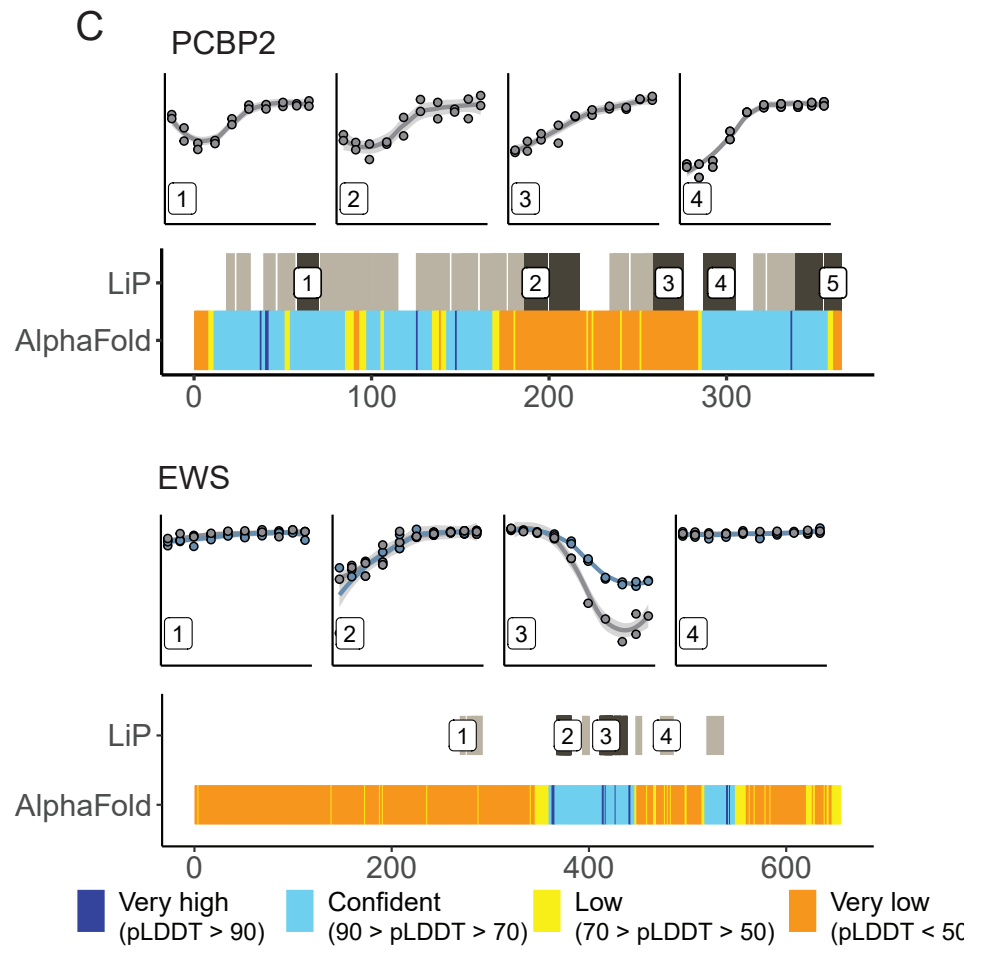 C
PCBP2
1
2
3
4
LiP
1
2
3
4
5
AlphaFold
0
100
200
300
EWS
1
2
3
4
LiP
1
2
3
4
AlphaFold
0
200
400
600
Very high
(pLDDT > 90)
Confident
(90 > pLDDT > 70)
Low
(70 > pLDDT > 50)
Very low
(pLDDT < 50